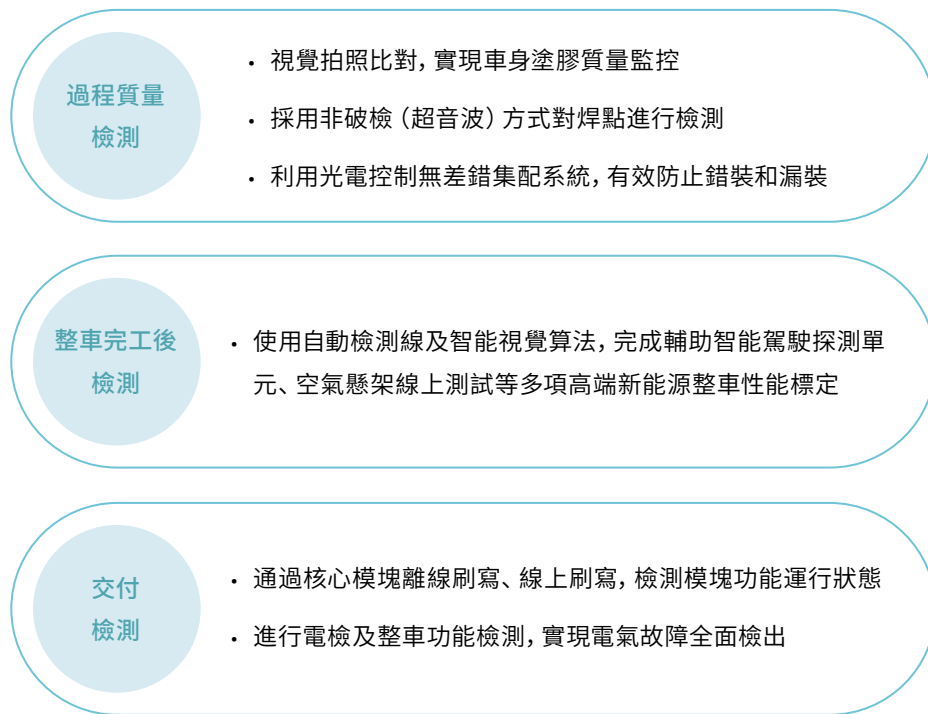 過程質量
檢測
• 視覺拍照比對，實現車身塗膠質量監控
• 採用非破檢（超音波）方式對焊點進行檢測
• 利用光電控制無差錯集配系統，有效防止錯裝和漏裝
整車完工後
檢測
• 使用自動檢測線及智能視覺算法，完成輔助智能駕駛探測單
元、空氣懸架線上測試等多項高端新能源整車性能標定
交付
檢測
• 通過核心模塊離線刷寫、線上刷寫，檢測模塊功能運行狀態
• 進行電檢及整車功能檢測，實現電氣故障全面檢出